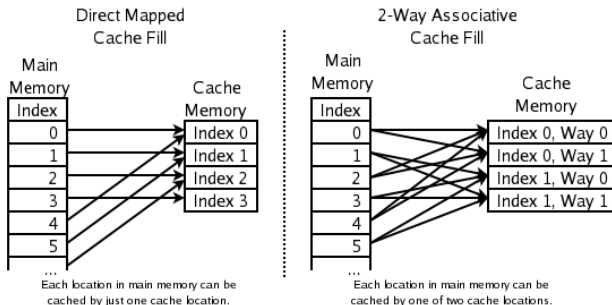 Direct Mapped
Cache Fill
Main
Memory
Index
0
1
2
3
4
5
...
Cache
Memory
Index 0
Index 1
Index 2
Index 3
Each location in main memory can be
cached by just one cache location.
2-Way Associative
Cache Fill
Main
Memory
Index
0
1
2
3
4
5
...
Cache
Memory
Index 0, Way 0
Index 0, Way 1
Index 1, Way 0
Index 1, Way 1
Each location in main memory can be
cached by one of two cache locations.